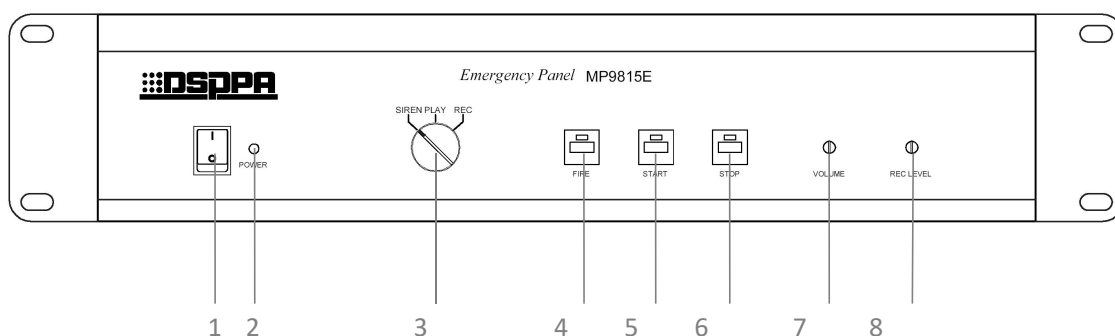 DSPPA
Emergency Panel MP9815E
SIREN PLAY REC
I
O
POWER
FIRE
START
STOP
VOLUME
REC LEVEL
1 2 3 4 5 6 7 8